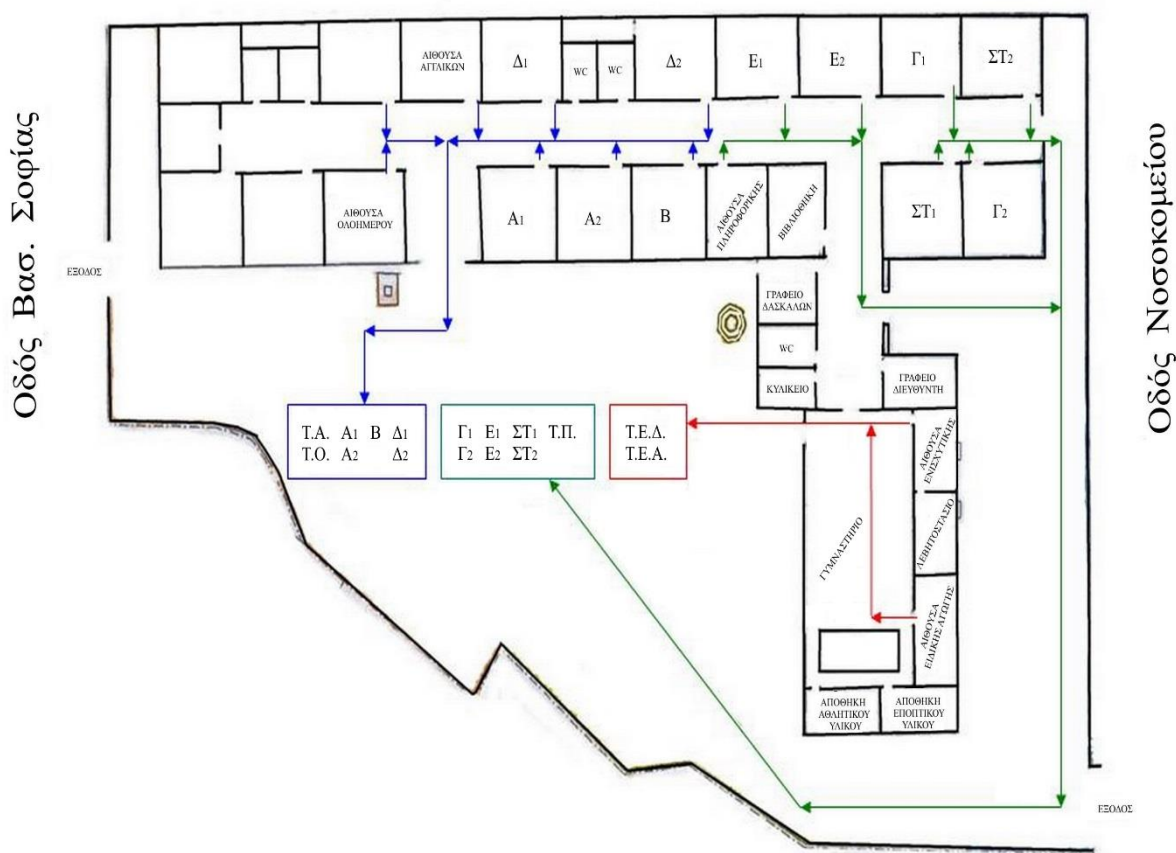 Οδός Βασ. Σοφίας
ΑΙΘΟΥΣΑ
ΑΓΓΛΙΚΩΝ
Δ1
WC
WC
Δ2
Ε1
Ε2
Γ1
ΣΤ2
ΑΙΘΟΥΣΑ
ΟΛΟΗΜΕΡΟΥ
Α1
Α2
Β
ΑΙΘΟΥΣΑ
ΠΛΗΡΟΦΟΡΙΚΗΣ
ΒΙΒΛΙΟΘΗΚΗ
ΣΤ1
Γ2
Οδός Νοσοκομείου
ΕΞΟΔΟΣ
ΓΡΑΦΕΙΟ
ΔΑΣΚΑΛΩΝ
WC
ΚΥΛΙΚΕΙΟ
ΓΡΑΦΕΙΟ
ΔΙΕΥΘΥΝΤΗ
Τ.Α. Α1 Β Δ1
Τ.Ο. Α2 Δ2
Γ1 Ε1 ΣΤ1 Τ.Π.
Γ2 Ε2 ΣΤ2
Τ.Ε.Δ.
Τ.Ε.Α.
ΑΙΘΟΥΣΑ
ΕΝΙΣΧΥΤΙΚΗΣ
ΓΥΜΝΑΣΤΗΡΙΟ
ΛΕΒΗΤΟΣΤΑΣΙΟ
ΑΙΘΟΥΣΑ
ΕΙΔΙΚΗΣ ΑΓΩΓΗΣ
ΑΠΟΘΗΚΗ
ΑΘΛΗΤΙΚΟΥ
ΥΛΙΚΟΥ
ΑΠΟΘΗΚΗ
ΕΠΟΠΤΙΚΟΥ
ΥΛΙΚΟΥ
ΕΞΟΔΟΣ